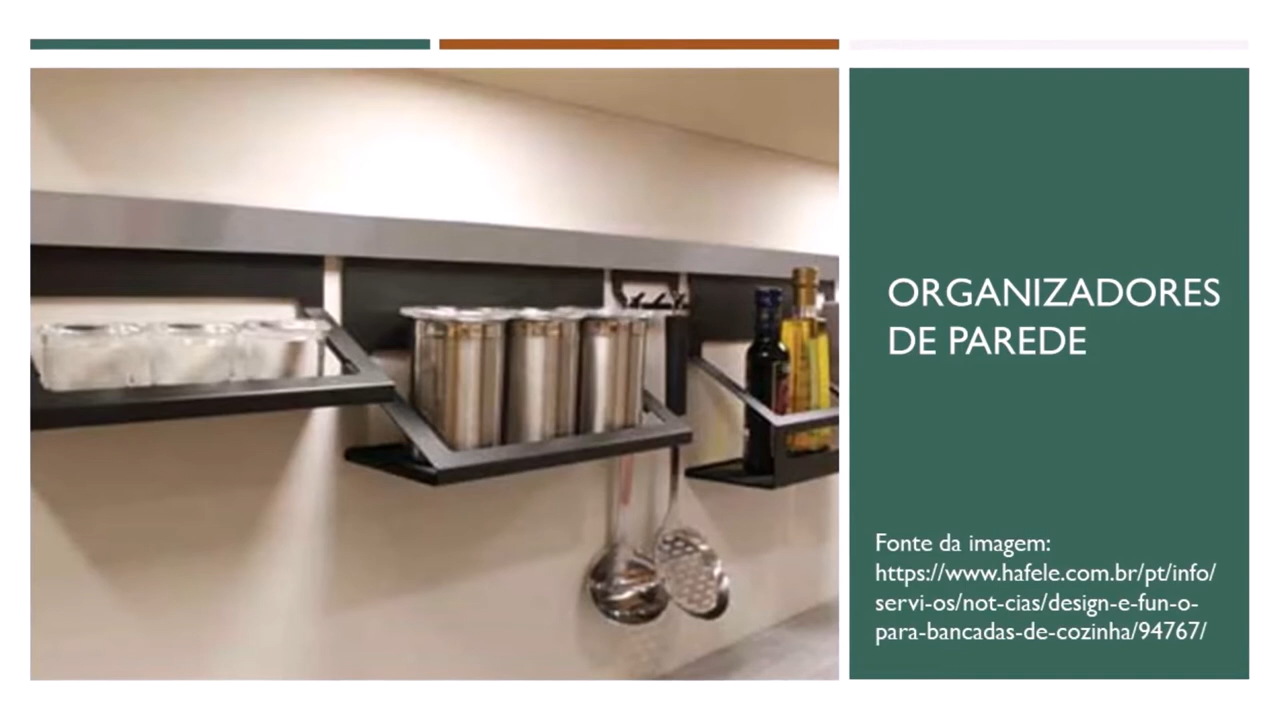 ORGANIZADORES
DE PAREDE
Fonte da imagem:
https://www.hafele.com.br/pt/info/
servi-os/not-cias/design-e-fun-o-
para-bancadas-de-cozinha/94767/